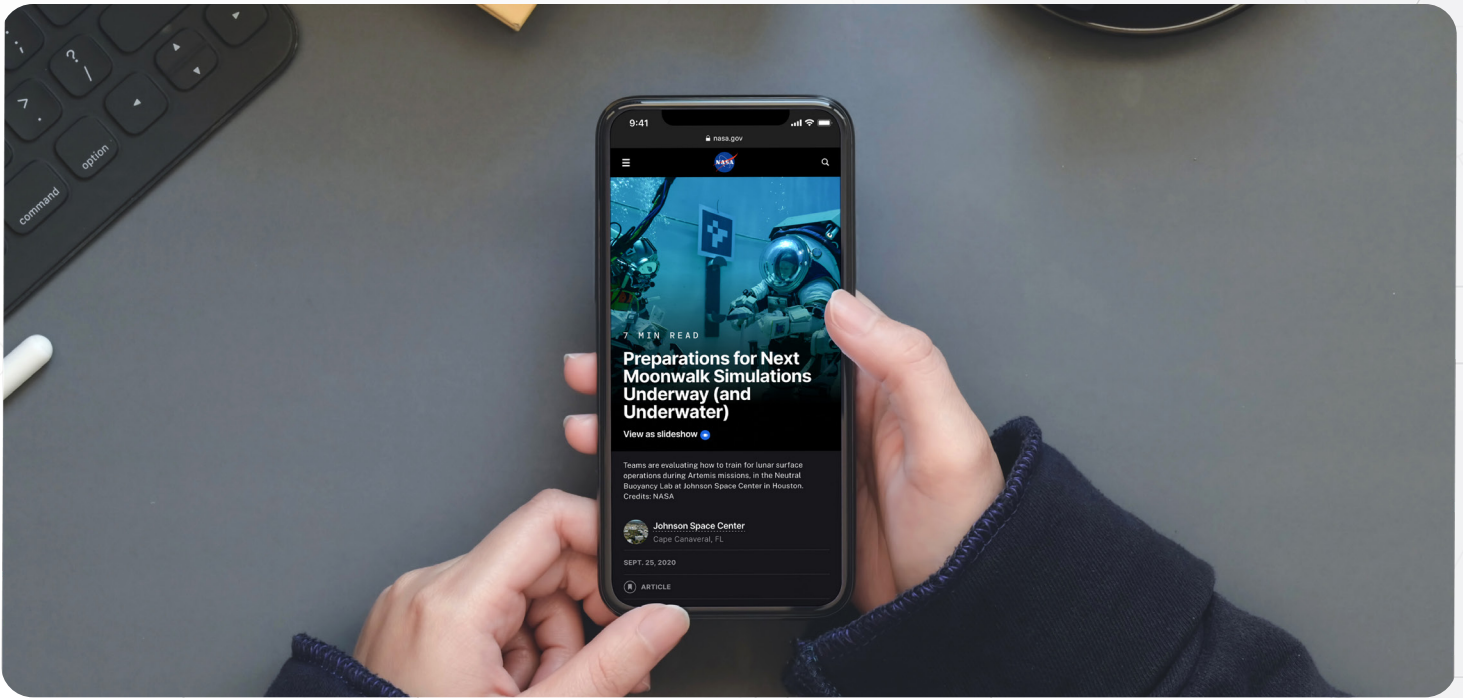 ; :
? /
> .
option
command
9:41
nasa.gov
NASA
7 MIN READ
Preparations for Next
Moonwalk Simulations
Underway (and
Underwater)
View as slideshow
Teams are evaluating how to train for lunar surface
operations during Artemis missions, in the Neutral
Buoyancy Lab at Johnson Space Center in Houston.
Credits: NASA
Johnson Space Center
Cape Canaveral, FL
SEPT. 25, 2020
ARTICLE